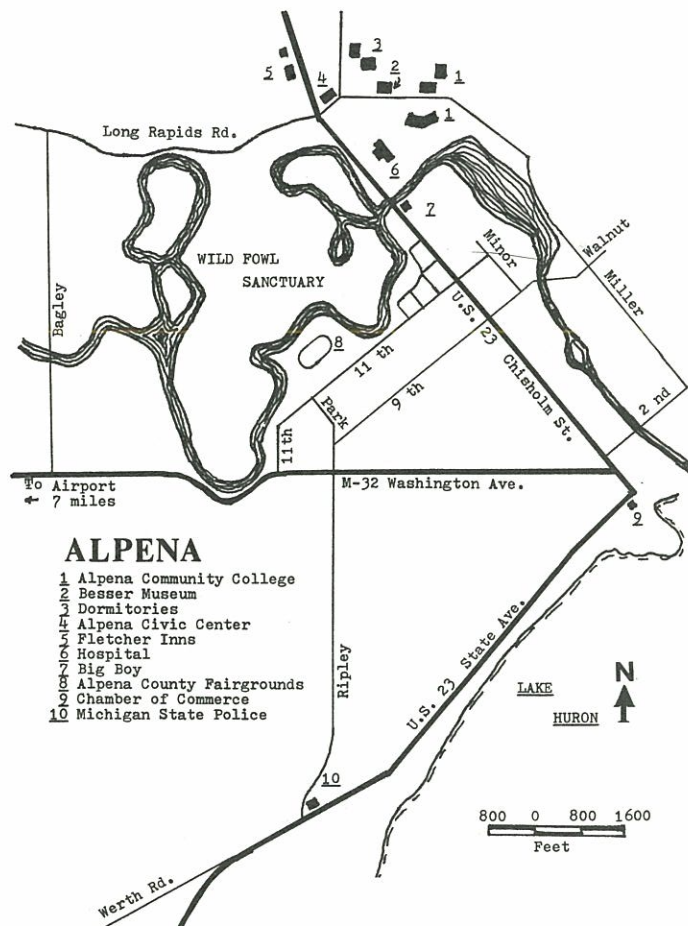 3
5
2
1
4
1
Long Rapids Rd.
6
7
WILD FOWL
SANCTUARY
Minor
Walnut
Miller
Bagley
U.S. 23
Chisholm St.
8
11 th
9 th
Park
2 nd
11th
To Airport
7 miles
M-32 Washington Ave.
9
ALPENA
1 Alpena Community College
2 Besser Museum
3 Dormitories
4 Alpena Civic Center
5 Fletcher Inns
6 Hospital
7 Big Boy
8 Alpena County Fairgrounds
9 Chamber of Commerce
10 Michigan State Police
Ripley
U.S. 23 State Ave.
N
LAKE
HURON
10
800 0 800 1600
Feet
Werth Rd.